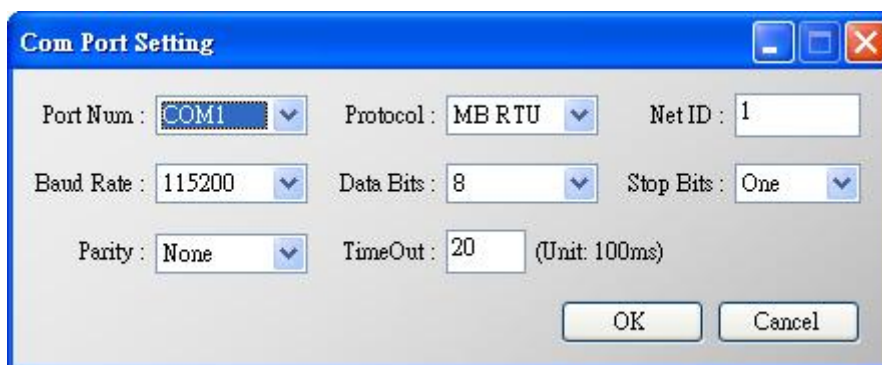 Com Port Setting
Port Num : COM1 Protocol : MB RTU Net ID : 1
Baud Rate : 115200 Data Bits : 8 Stop Bits : One
Parity : None TimeOut : 20 (Unit: 100ms)
OK Cancel